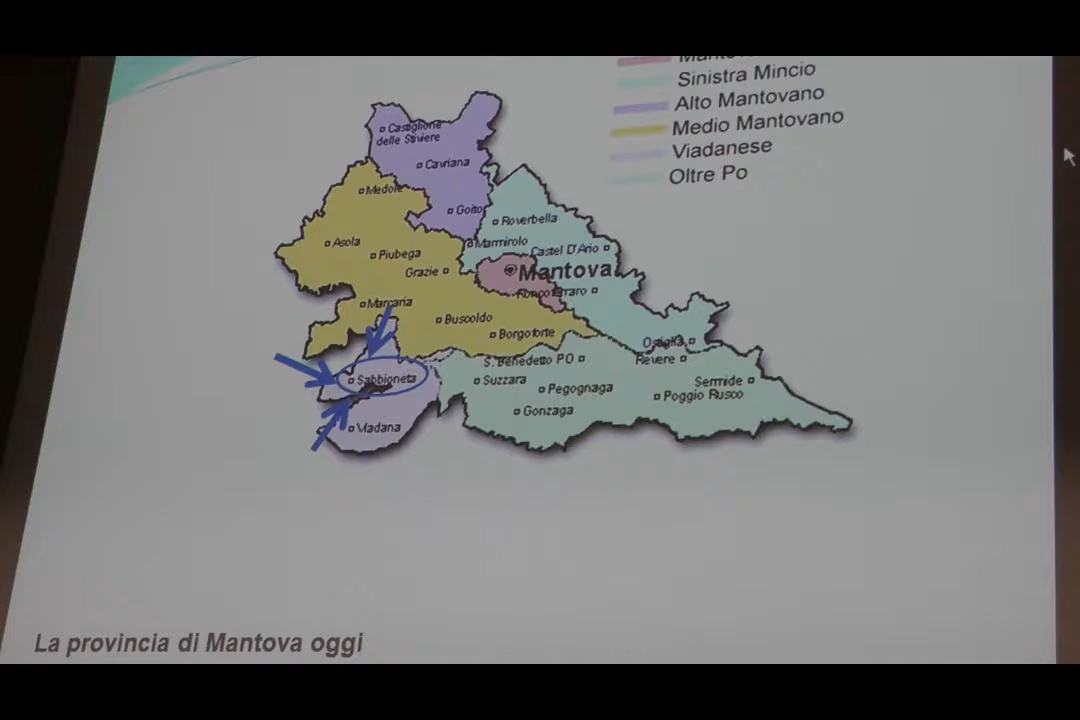 Sinistra Mincio
Alto Mantovano
Medio Mantovano
Viadanese
Oltre Po
Castiglione
delle Stiviere
Cavriana
Medole
Goito
Roverbella
Asola
Marmirolo
Castel D'Ario
Piubega
Grazie
Mantova
Marcaria
Buscoldo
Borgoforte
S. Benedetto PO
Revere
Sabbioneta
Suzzara
Pegognaga
Sermide
Poggio Rusco
Gonzaga
Viadana
La provincia di Mantova oggi